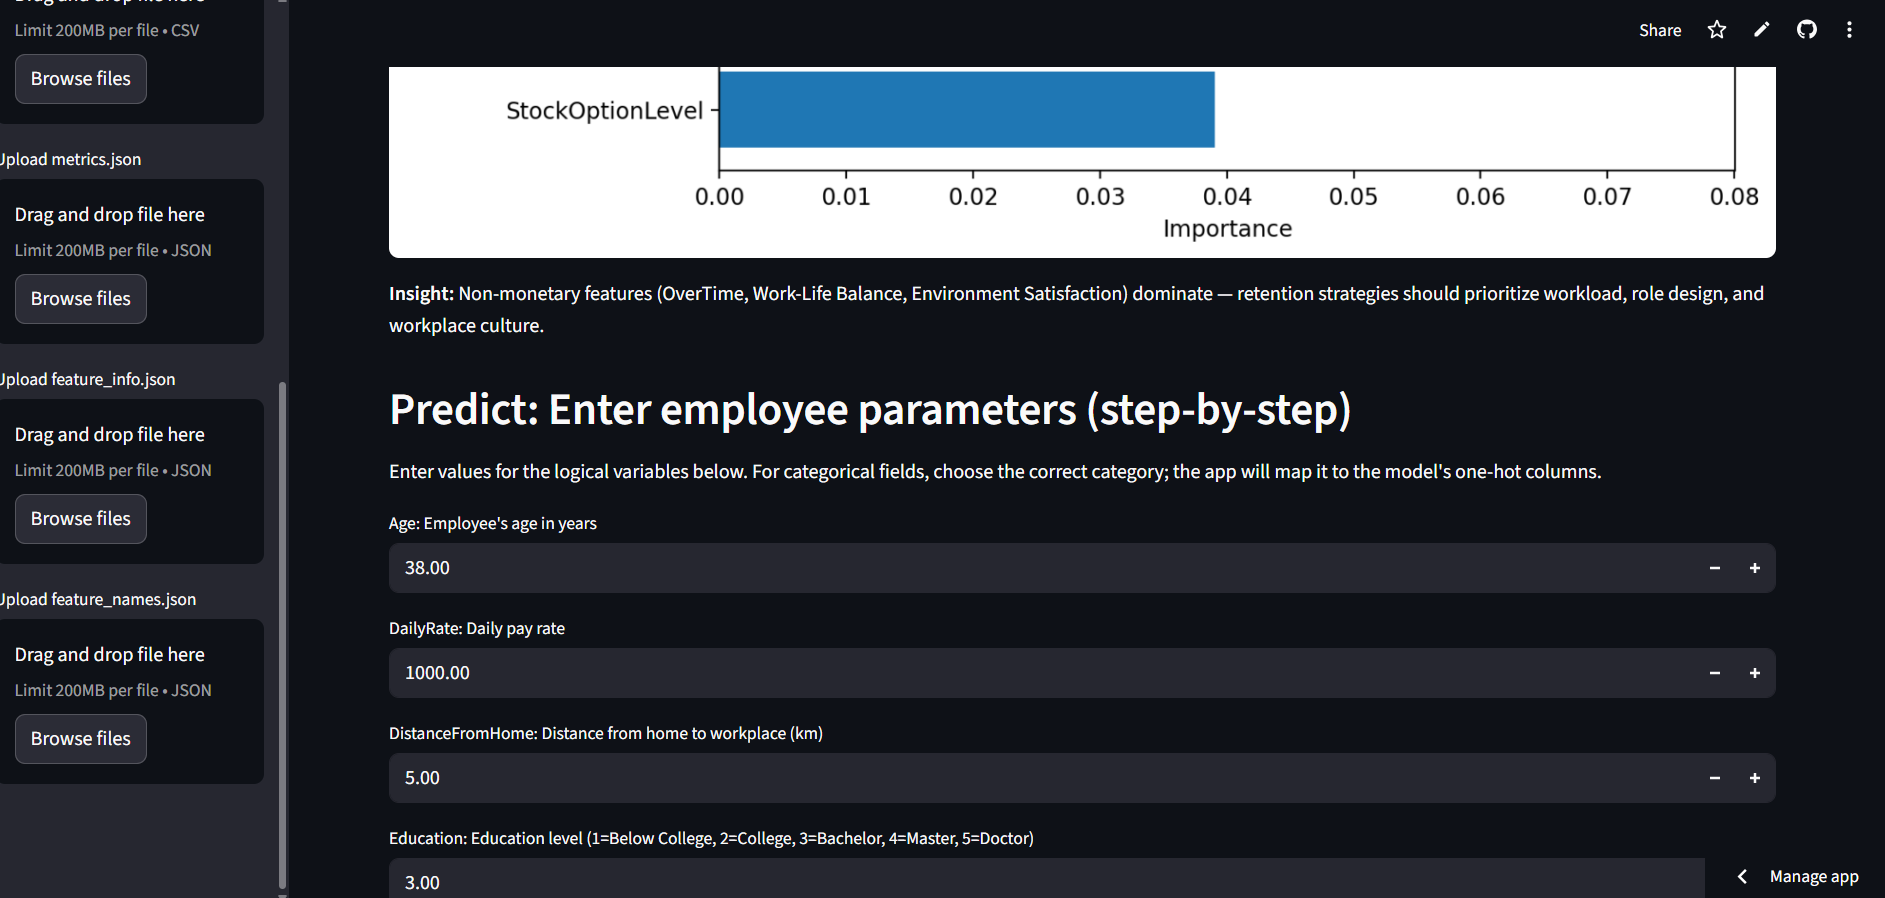 Drag and drop file here
Limit 200MB per file • CSV
Browse files
Upload metrics.json
Drag and drop file here
Limit 200MB per file • JSON
Browse files
Upload feature_info.json
Drag and drop file here
Limit 200MB per file • JSON
Browse files
Upload feature_names.json
Drag and drop file here
Limit 200MB per file • JSON
Browse files
Share
StockOptionLevel
0.00 0.01 0.02 0.03 0.04 0.05 0.06 0.07 0.08
Importance
Insight: Non-monetary features (OverTime, Work-Life Balance, Environment Satisfaction) dominate — retention strategies should prioritize workload, role design, and
workplace culture.
Predict: Enter employee parameters (step-by-step)
Enter values for the logical variables below. For categorical fields, choose the correct category; the app will map it to the model's one-hot columns.
Age: Employee's age in years
38.00
DailyRate: Daily pay rate
1000.00
DistanceFromHome: Distance from home to workplace (km)
5.00
Education: Education level (1=Below College, 2=College, 3=Bachelor, 4=Master, 5=Doctor)
3.00
Manage app